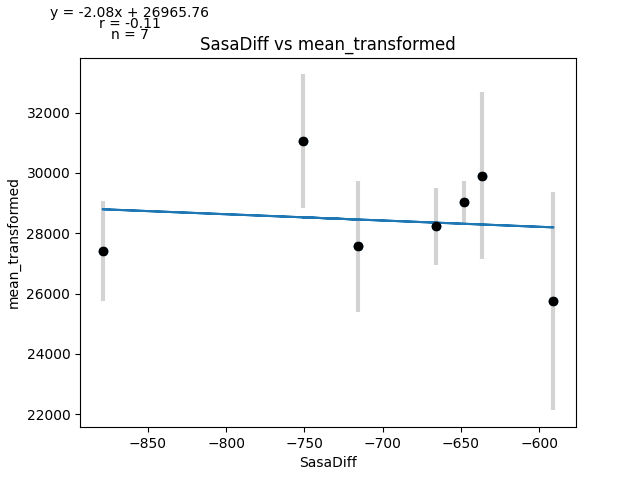 y = -2.08x + 26965.76
r = -0.11
n = 7
SasaDiff vs mean_transformed
32000
30000
28000
26000
24000
22000
mean_transformed
−850
−800
−750
−700
−650
−600
SasaDiff